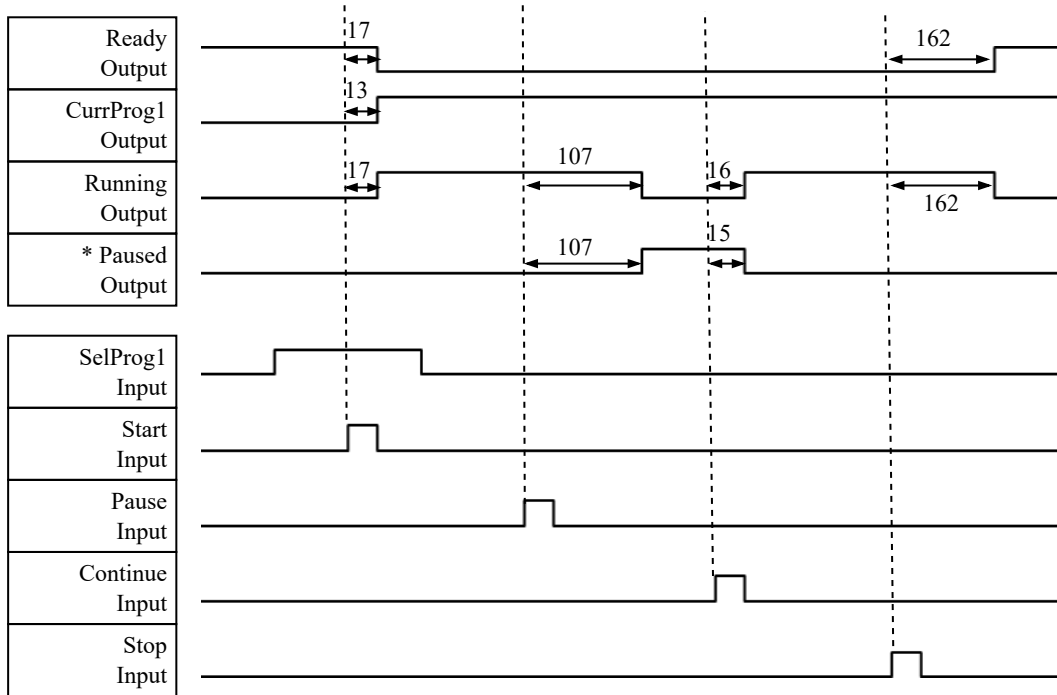 Ready
Output
17
162
CurrProg1
Output
13
Running
Output
17
107
16
162
* Paused
Output
107
15
SelProg1
Input
Start
Input
Pause
Input
Continue
Input
Stop
Input